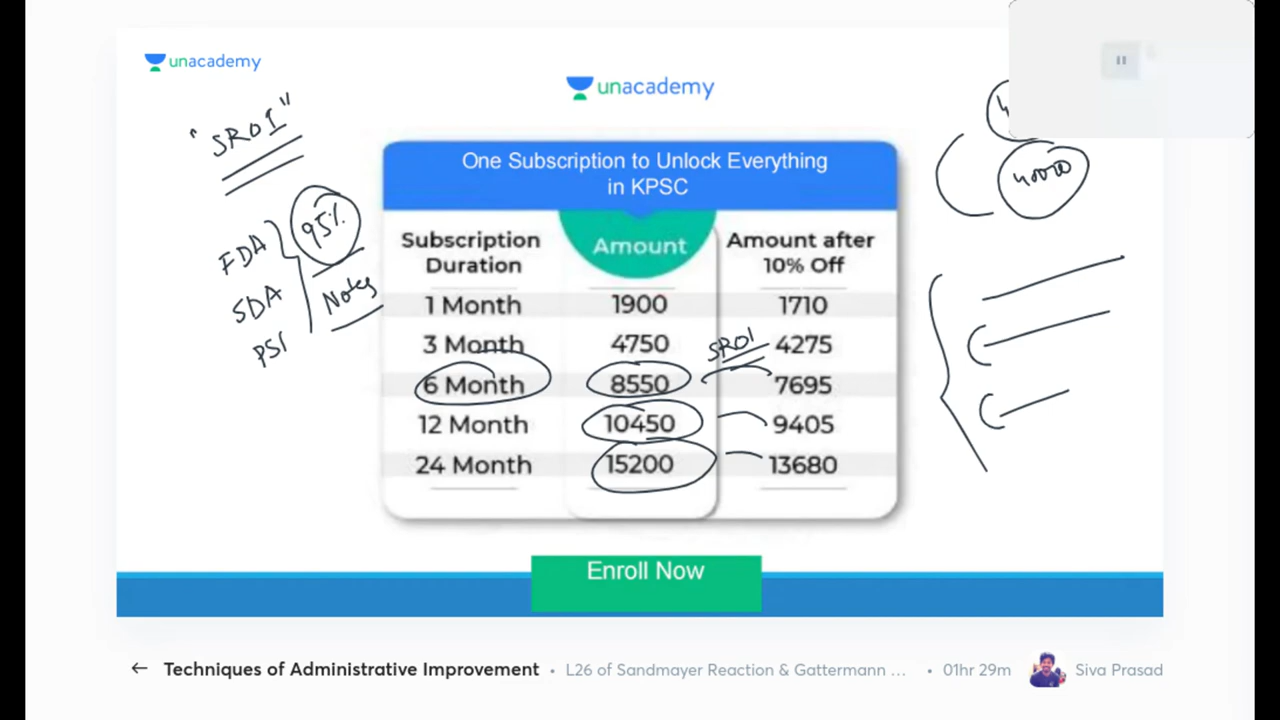 unacademy
unacademy
"SROI"
One Subscription to Unlock Everything
in KPSC
40000
FDA
SDA
PSI
95%
Notes
Subscription
Duration
Amount
Amount after
10% Off
1 Month 1900 1710
3 Month 4750 4275
SROI
6 Month 8550 7695
12 Month 10450 9405
24 Month 15200 13680
Enroll Now
← Techniques of Administrative Improvement • L26 of Sandmayer Reaction & Gattermann ... • 01hr 29m Siva Prasad